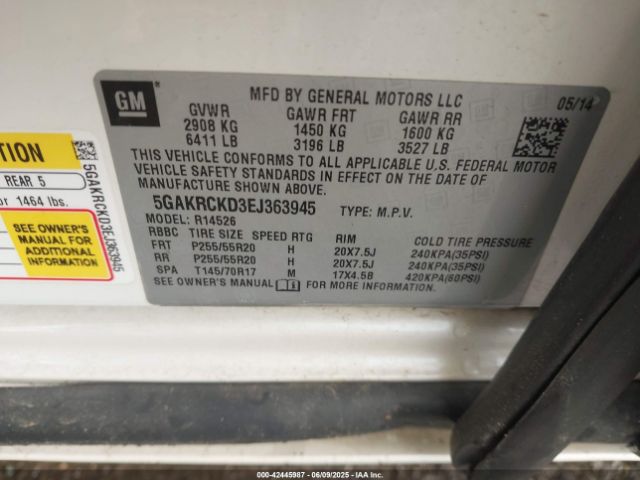 GM
MFD BY GENERAL MOTORS LLC 05/14
GVWR GAWR FRT GAWR RR
2908 KG 1450 KG 1600 KG
6411 LB 3196 LB 3527 LB
THIS VEHICLE CONFORMS TO ALL APPLICABLE U.S. FEDERAL MOTOR
VEHICLE SAFETY STANDARDS IN EFFECT ON THE DATE OF
MANUFACTURE SHOWN ABOVE.
5GAKRCKD3EJ363945 TYPE: M.P.V.
MODEL: R14526
RBBC TIRE SIZE SPEED RTG RIM COLD TIRE PRESSURE
FRT P255/55R20 H 20X7.5J 240KPA(35PSI)
RR P255/55R20 H 20X7.5J 240KPA(35PSI)
SPA T145/70R17 M 17X4.5B 420KPA(60PSI)
SEE OWNER'S MANUAL FOR MORE INFORMATION.
REAR 5
or 1464 lbs.
SEE OWNER'S
MANUAL FOR
ADDITIONAL
INFORMATION
5GAKRCKD3EJ363945
000-42445987 06/09/2025 IAA Inc.